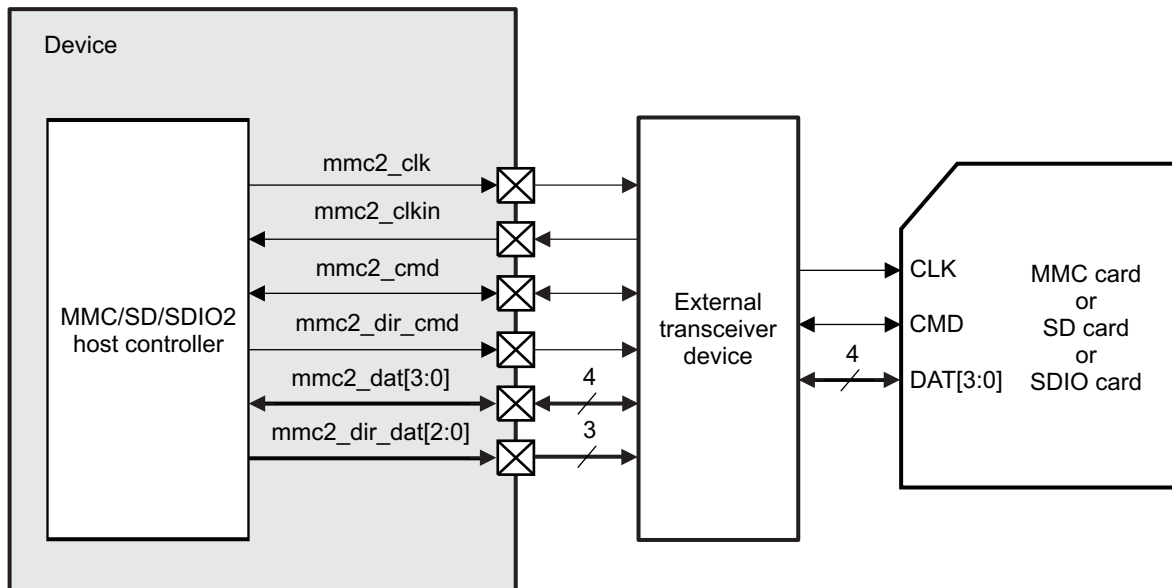 Device
MMC/SD/SDIO2
host controller
mmc2_clk
mmc2_clkin
mmc2_cmd
mmc2_dir_cmd
mmc2_dat[3:0]
mmc2_dir_dat[2:0]
4
3
External
transceiver
device
4
CLK
CMD
DAT[3:0]
MMC card
or
SD card
or
SDIO card